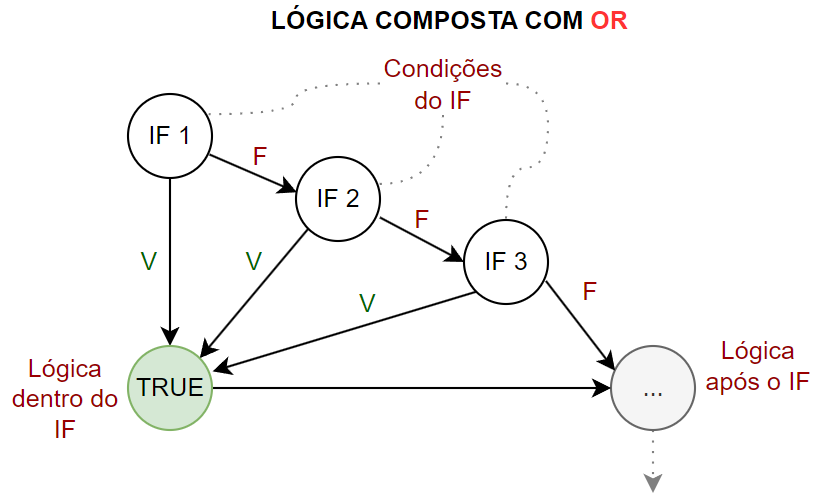 LÓGICA COMPOSTA COM OR
Condições
do IF
IF 1
F
IF 2
F
V
V
IF 3
V
F
Lógica
dentro do
IF
TRUE
...
Lógica
após o IF